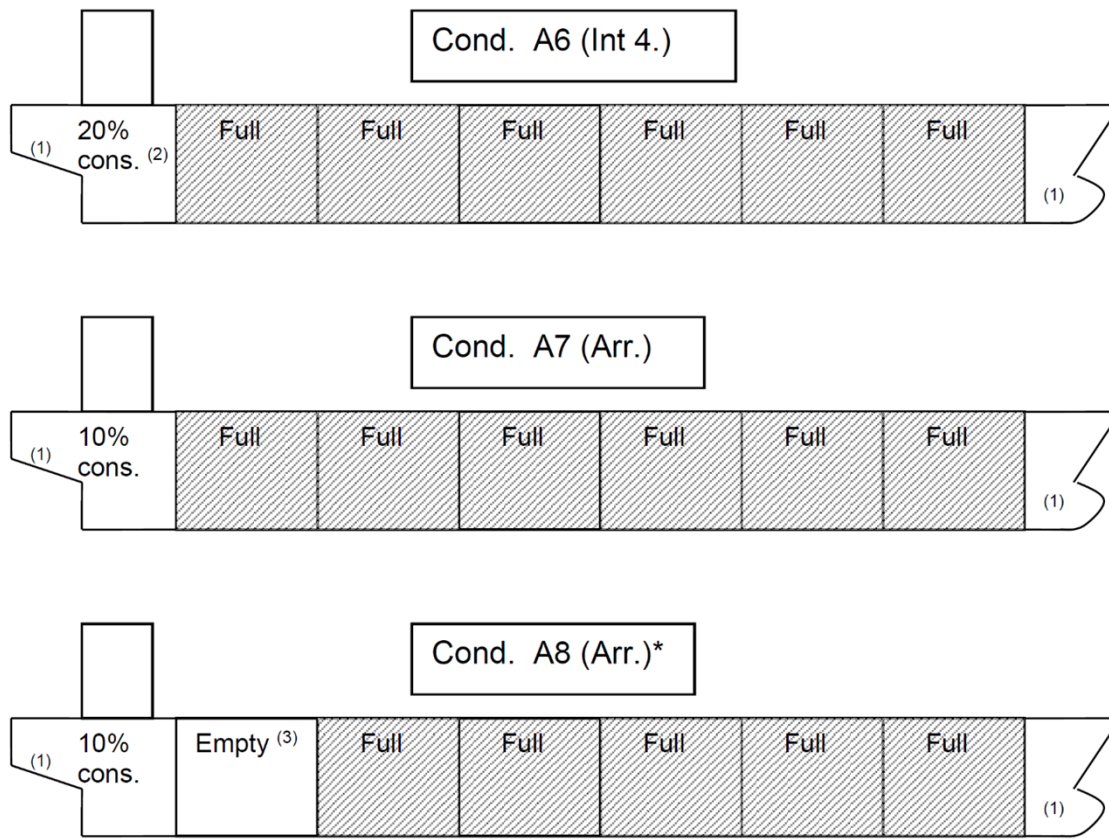 Cond. A6 (Int 4.)
20% Full Full Full Full Full Full
(1) cons. (2) (1)
Cond. A7 (Arr.)
10% Full Full Full Full Full Full
(1) cons. (1)
Cond. A8 (Arr.)*
10% Empty (3) Full Full Full Full Full
(1) cons. (1)